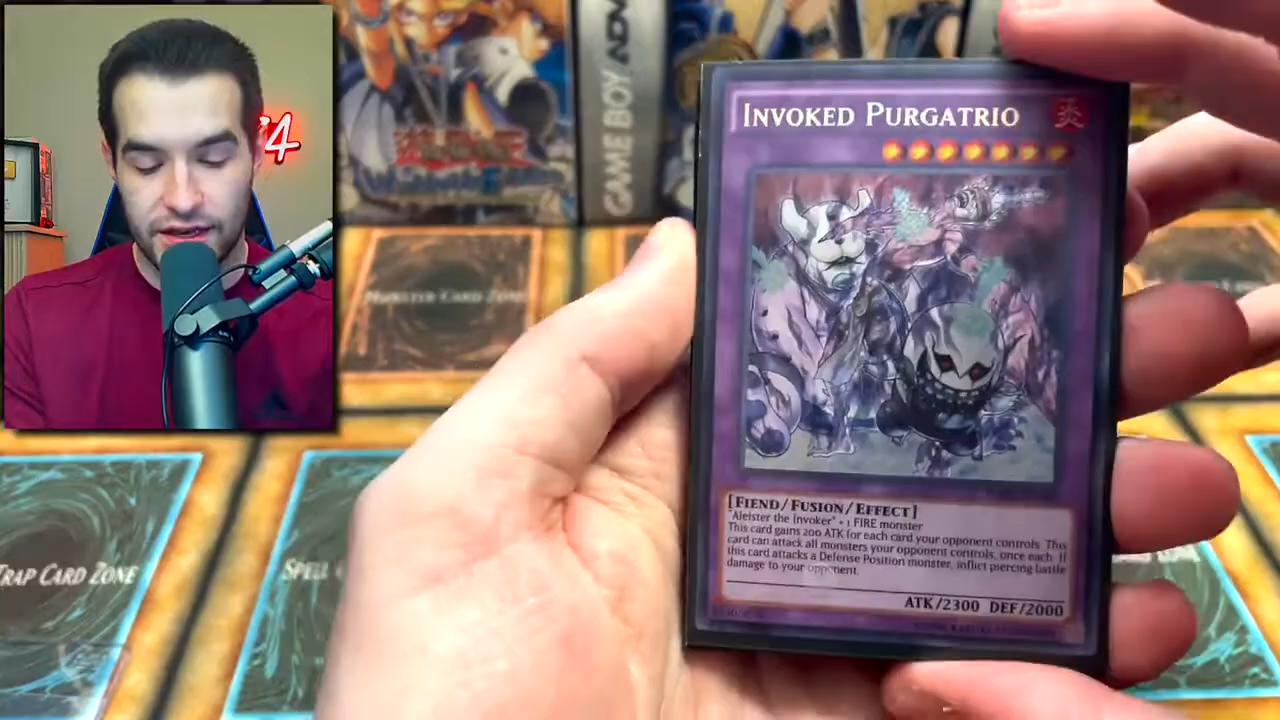 INVOKED PURGATRIO
炎
[FIEND/FUSION/EFFECT]
"Aleister the Invoker" + 1 FIRE monster
This card gains 200 ATK for each card your opponent controls. This
card can attack all monsters your opponent controls, once each. If
this card attacks a Defense Position monster, inflict piercing battle
damage to your opponent.
ATK/2300 DEF/2000
GAME BOY ADV
MONSTER CARD ZONE
TRAP CARD ZONE
SPELL
4